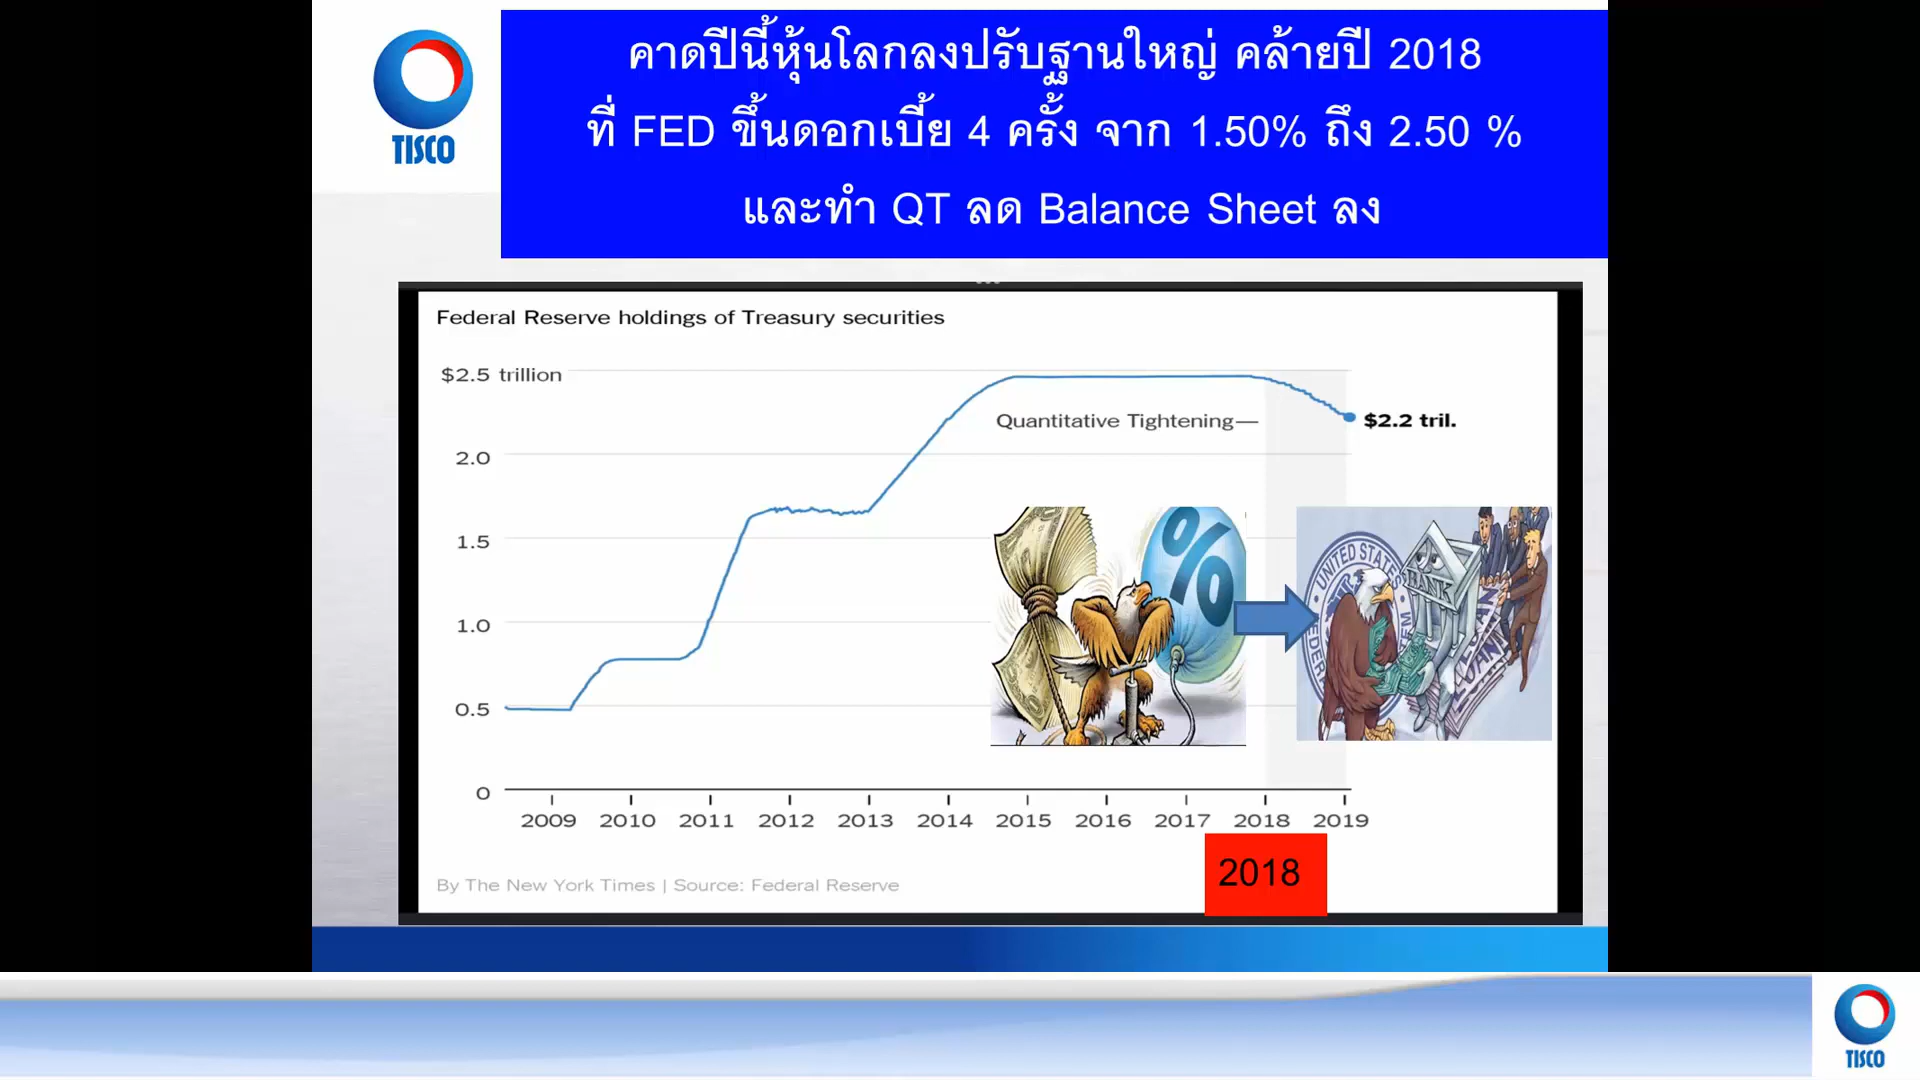 TISCO
คาดปีนี้หุ้นโลกลงปรับฐานใหญ่ คล้ายปี 2018
ที่ FED ขึ้นดอกเบี้ย 4 ครั้ง จาก 1.50% ถึง 2.50 %
และทำ QT ลด Balance Sheet ลง
Federal Reserve holdings of Treasury securities
$2.5 trillion
Quantitative Tightening—
$2.2 tril.
2.0
1.5
1.0
0.5
0
%
UNITED STATES
BANK
LOAN
2009 2010 2011 2012 2013 2014 2015 2016 2017 2018 2019
2018
By The New York Times | Source: Federal Reserve
TISCO